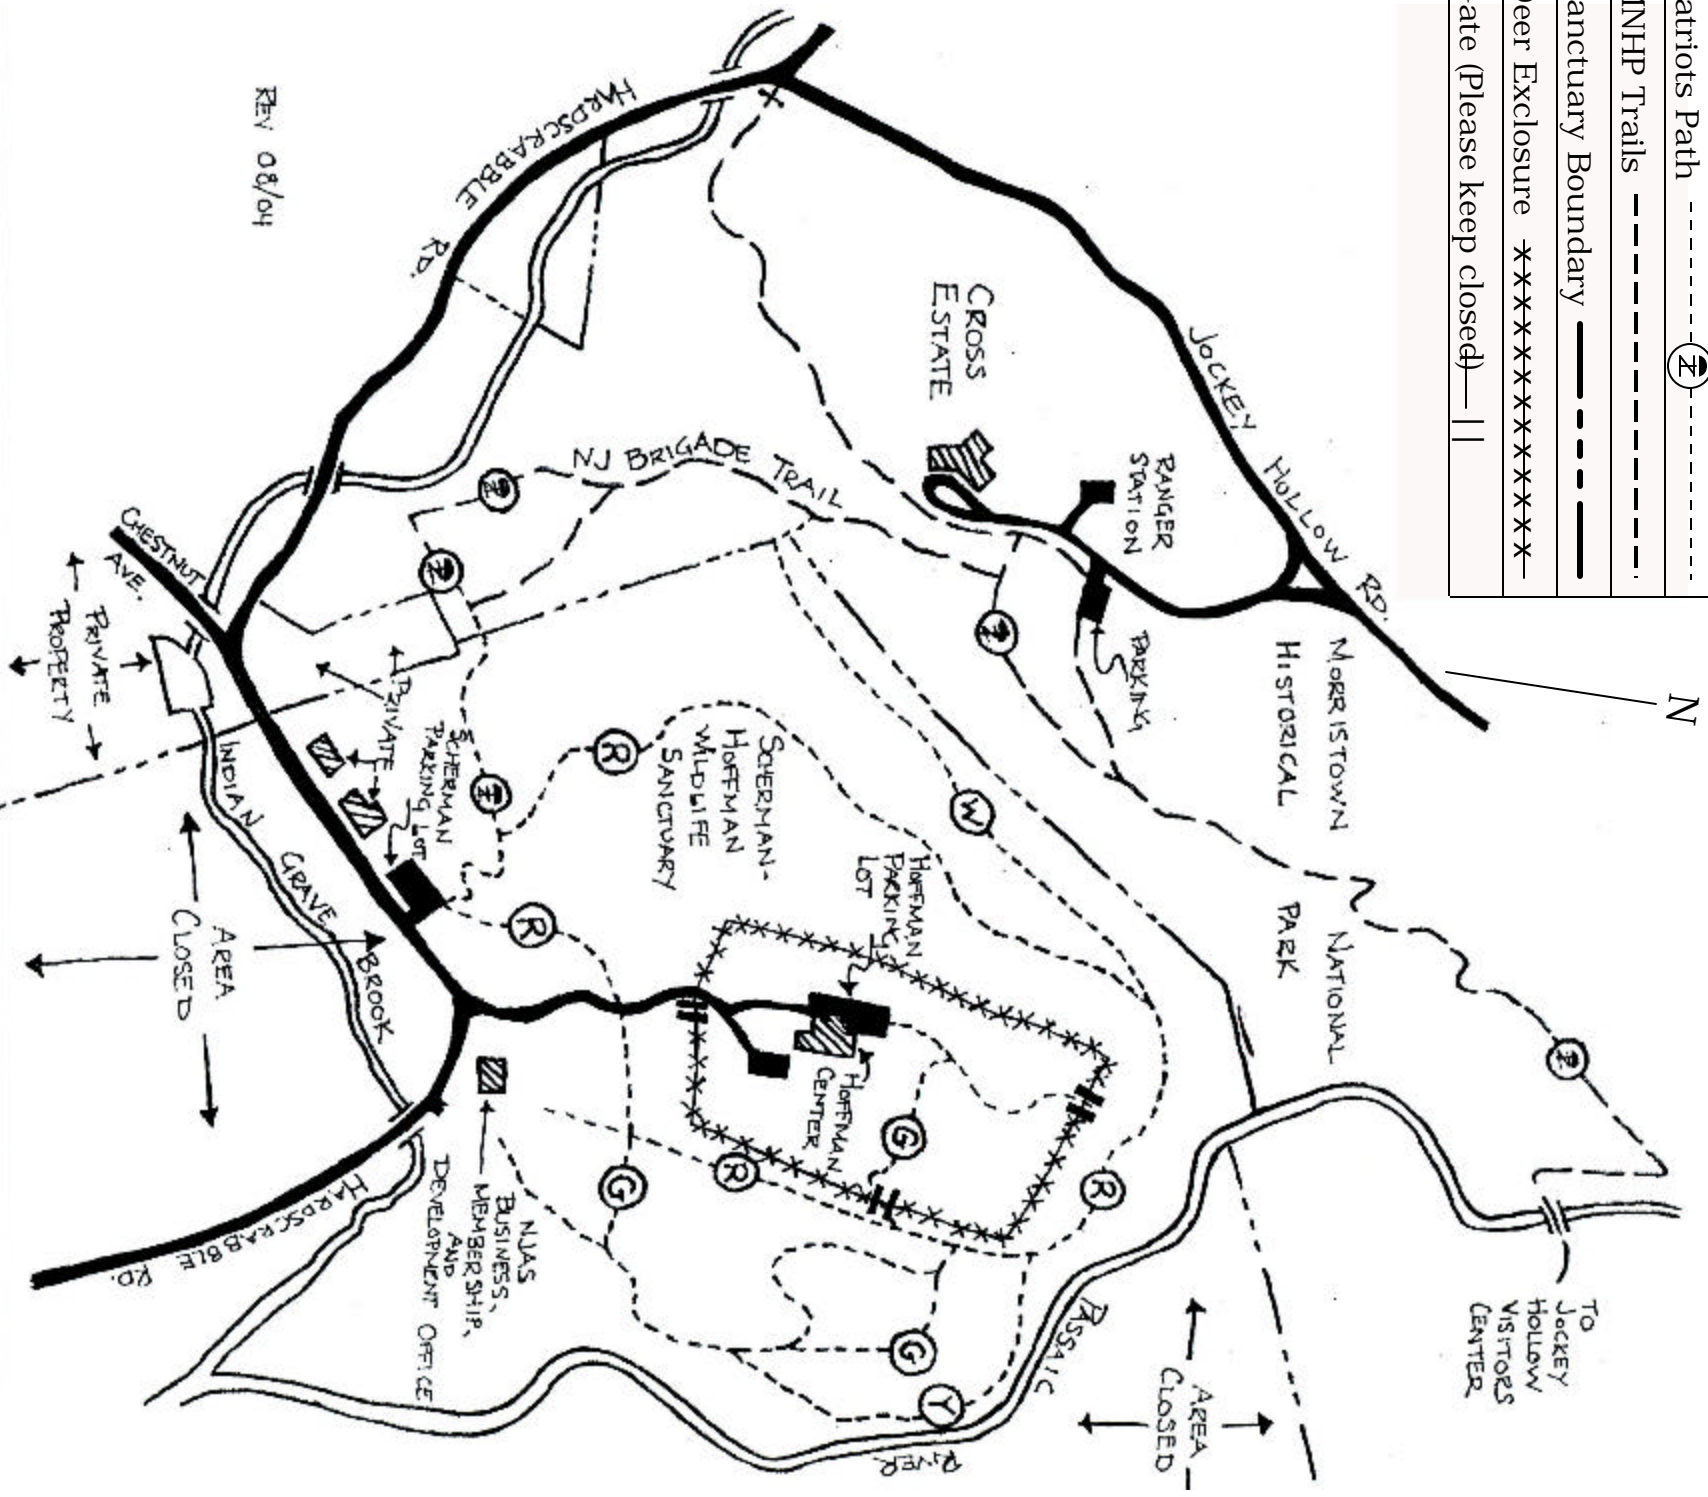 atriots Path
NHP Trails
anctuary Boundary
eer Exclosure
ate (Please keep closed)
N
JOCKEY HOLLOW RD.
HARDSCRABBLE RD.
REV 08/04
CROSS
ESTATE
RANGER
STATION
PARKING
NJ BRIGADE TRAIL
MORRISTOWN NATIONAL
HISTORICAL PARK
CHESTNUT
AVE.
PRIVATE
PROPERTY
PRIVATE
SCHERMAN
PARKING LOT
SCHERMAN-
HOFFMAN
WILDLIFE
SANCTUARY
R
W
R
HOFFMAN
PARKING
LOT
HOFFMAN
CENTER
G
R
R
G
G
Y
INDIAN GRAVE BROOK
AREA
CLOSED
NJAS
BUSINESS,
MEMBERSHIP,
AND
DEVELOPMENT OFFICE
HARDSCRABBLE RD.
PASSAIC RIVER
AREA
CLOSED
TO
JOCKEY
HOLLOW
VISITORS
CENTER